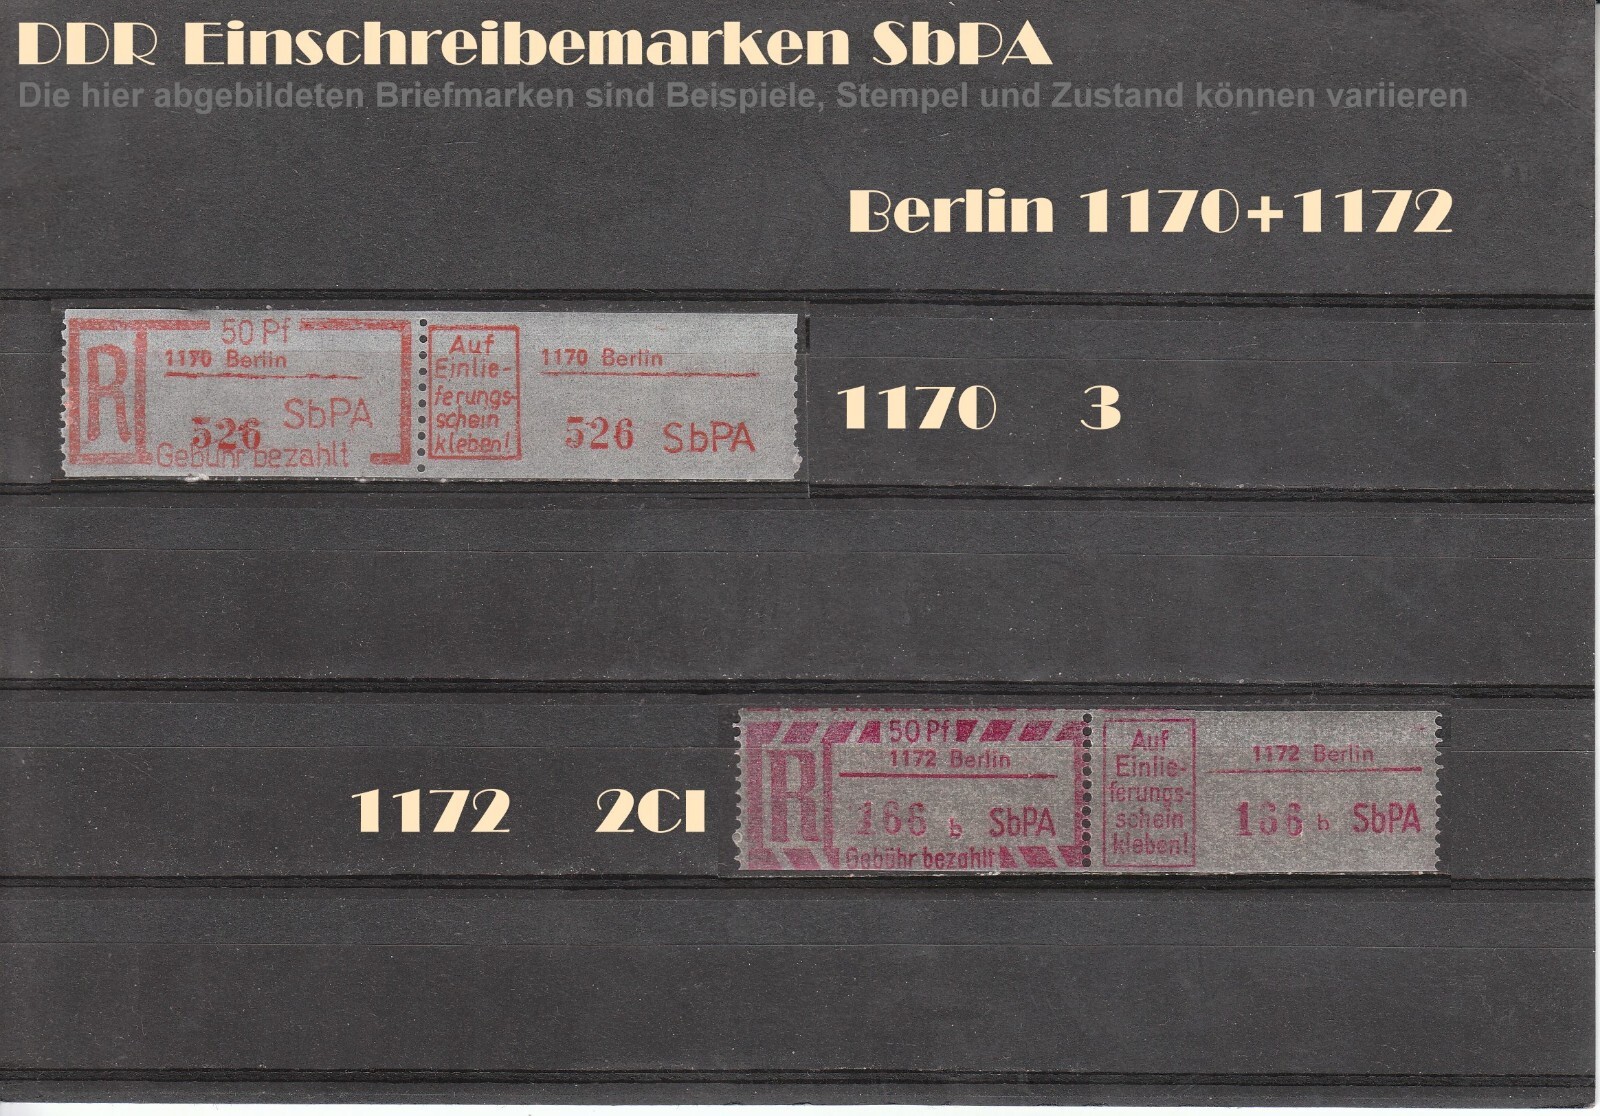 DDR Einschreibemarken SbPA
Die hier abgebildeten Briefmarken sind Beispiele, Stempel und Zustand können variieren
Berlin 1170+1172
50 Pf
1170 Berlin
R
526 SbPA
Gebühr bezahlt
Auf
Einlie-
ferungs-
schein
kleben!
1170 Berlin
526 SbPA
1170 3
1172 2CI
50 Pf
1172 Berlin
R
166 b SbPA
Gebühr bezahlt
Auf
Einlie-
ferungs-
schein
kleben!
1172 Berlin
166 b SbPA